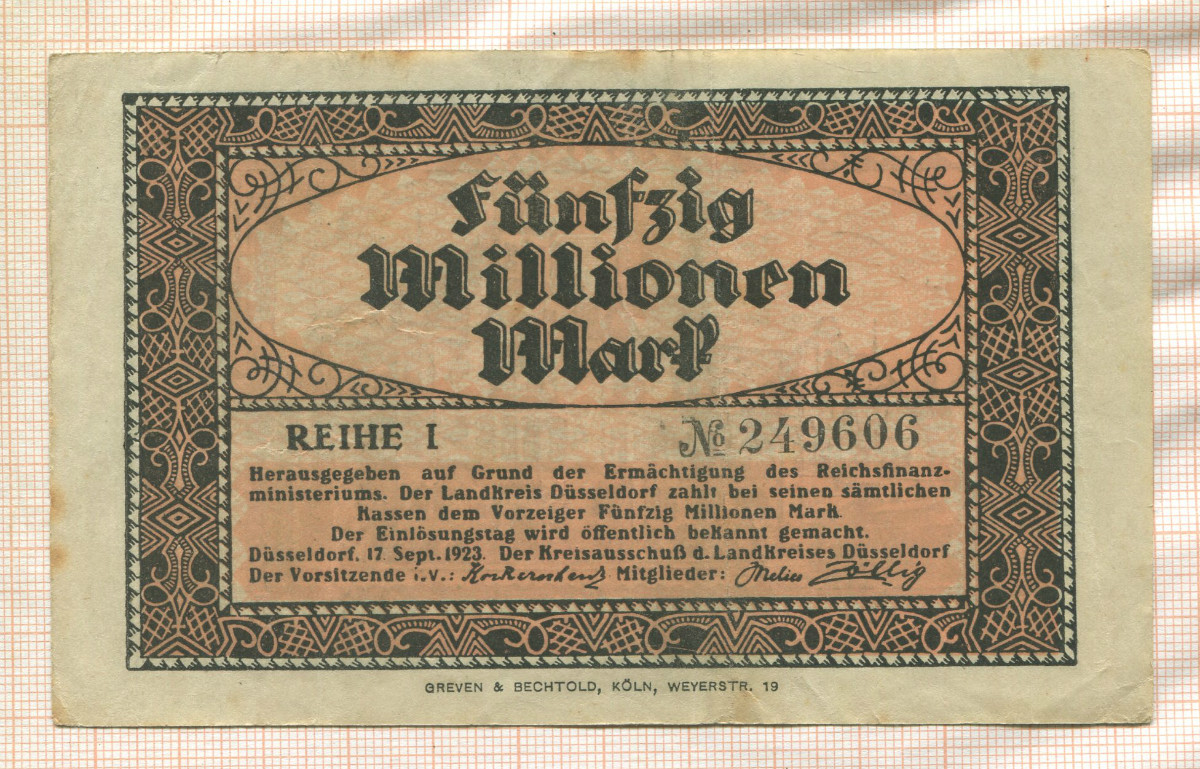 Fünfzig
Millionen
Mark
REIHE I № 249606
Herausgegeben auf Grund der Ermächtigung des Reichsfinanz-
ministeriums. Der Landkreis Düsseldorf zahlt bei seinen sämtlichen
Kassen dem Vorzeiger Fünfzig Millionen Mark.
Der Einlösungstag wird öffentlich bekannt gemacht.
Düsseldorf, 17. Sept. 1923. Der Kreisausschuß d. Landkreises Düsseldorf
Der Vorsitzende i.V.: Mitglieder:
GREVEN & BECHTOLD, KÖLN, WEYERSTR. 19